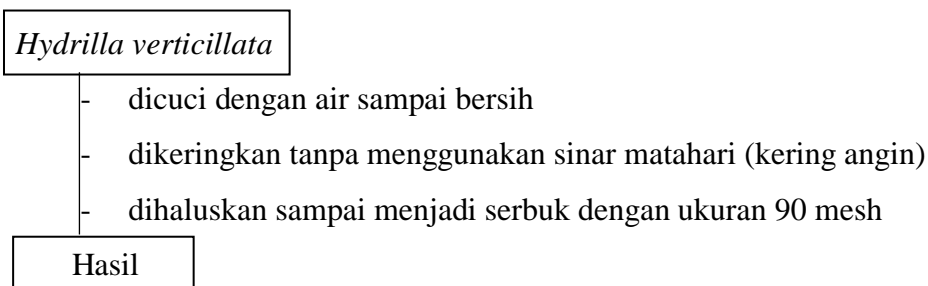 Hydrilla verticillata
- dicuci dengan air sampai bersih
- dikeringkan tanpa menggunakan sinar matahari (kering angin)
- dihaluskan sampai menjadi serbuk dengan ukuran 90 mesh
Hasil